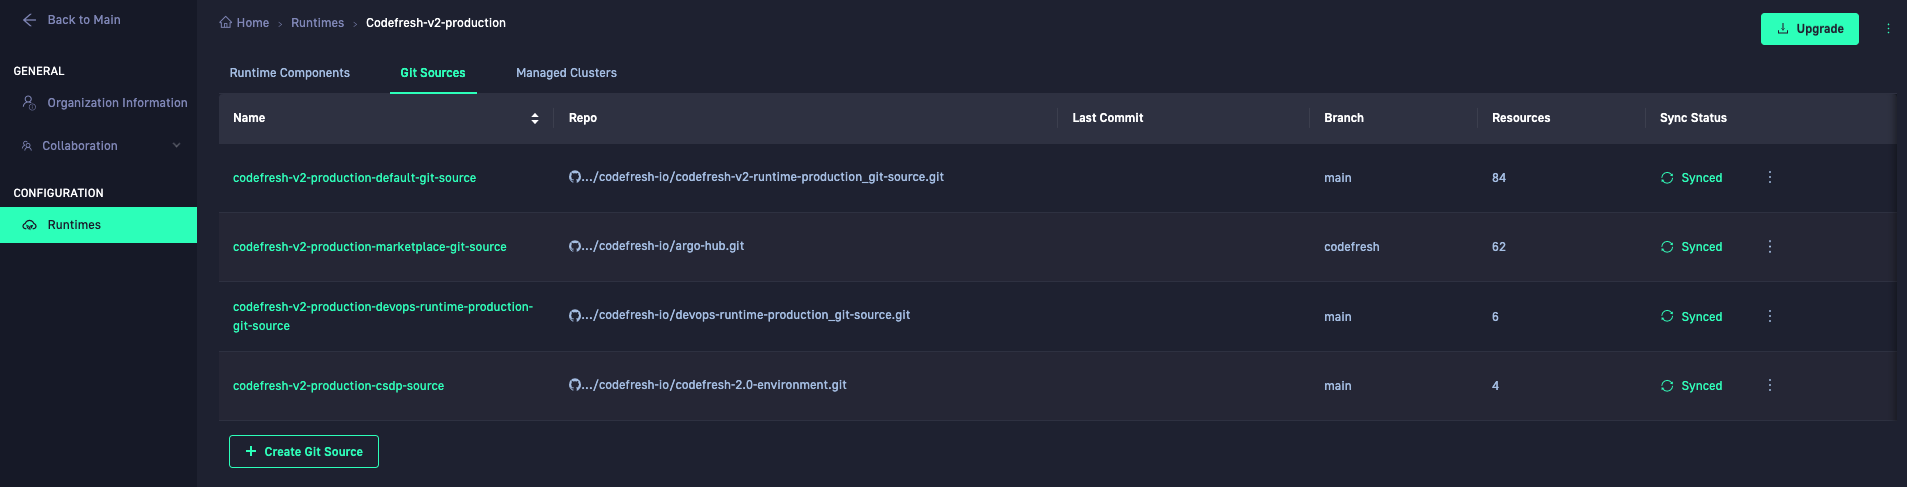 Back to Main
GENERAL
Organization Information
Collaboration
CONFIGURATION
Runtimes
Home › Runtimes › Codefresh-v2-production
Upgrade
Runtime Components Git Sources Managed Clusters
Name Repo Last Commit Branch Resources Sync Status
codefresh-v2-production-default-git-source .../codefresh-io/codefresh-v2-runtime-production_git-source.git main 84 Synced
codefresh-v2-production-marketplace-git-source .../codefresh-io/argo-hub.git codefresh 62 Synced
codefresh-v2-production-devops-runtime-production-
git-source .../codefresh-io/devops-runtime-production_git-source.git main 6 Synced
codefresh-v2-production-csdp-source .../codefresh-io/codefresh-2.0-environment.git main 4 Synced
+ Create Git Source